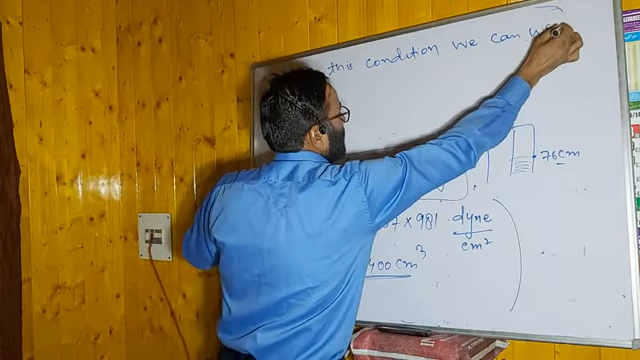 this condition we can
76cm
7 × 981 dyne
cm²
400 cm³